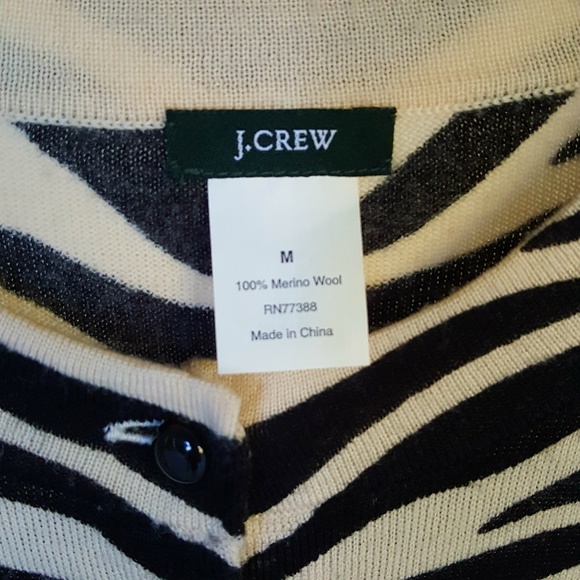 J.CREW
M
100% Merino Wool
RN77388
Made in China